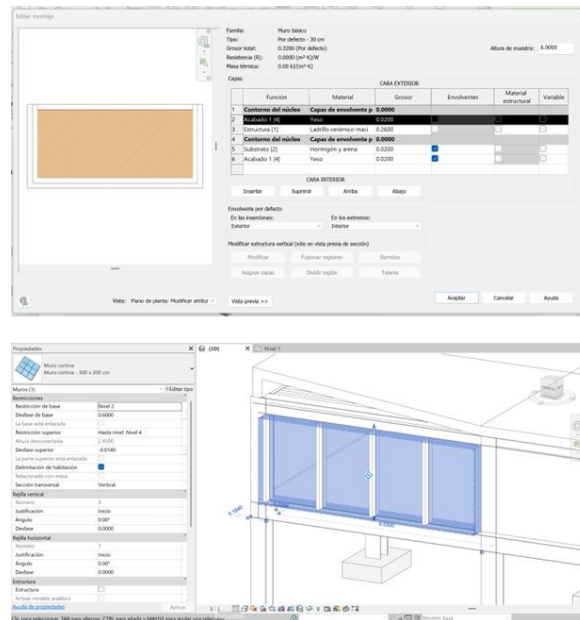 Editar montaje
Familia: Muro básico
Tipo: Por defecto - 30 cm
Grosor total: 0.3200 (Por defecto)
Resistencia (R): 0.0000 (m²·K)/W
Masa térmica: 0.00 kJ/(m²·K)
Altura de muestra: 6.0000
Capas
CARA EXTERIOR
Función Material Grosor Envolventes Material estructural Variable
1 Contorno del núcleo Capas de envolvente p 0.0000
2 Acabado 1 [4] Yeso 0.0200
3 Estructura [1] Ladrillo cerámico maci 0.2600
4 Contorno del núcleo Capas de envolvente p 0.0000
5 Substrato [2] Hormigón y arena 0.0200
6 Acabado 1 [4] Yeso 0.0200
CARA INTERIOR
Insertar Suprimir Arriba Abajo
Envolvente por defecto
En las inserciones: En los extremos:
Exterior Interior
Modificar estructura vertical (sólo en vista previa de sección)
Modificar Fusionar regiones Barridos
Asignar capas Dividir región Telares
Vista: Plano de planta: Modificar atribu Vista previa >> Aceptar Cancelar Ayuda
Propiedades X (3D) X Nivel 1
Muro cortina
Muro cortina - 300 x 200 cm
Muros (1) Editar tipo
Restricciones
Restricción de base Nivel 2
Desfase de base 0.6000
La base está enlazada
Restricción superior Hasta nivel: Nivel 4
Altura desconectada 2.4500
Desfase superior -0.0140
La parte superior está enlazada
Delimitación de habitación
Relacionado con masa
Sección transversal Vertical
Rejilla vertical
Número
Justificación Inicio
Ángulo 0.00°
Desfase 0.0000
Rejilla horizontal
Número
Justificación Inicio
Ángulo 0.00°
Desfase 0.0000
Estructura
Estructura
Activar modelo analítico
Ayuda de propiedades Aplicar
Modelo base